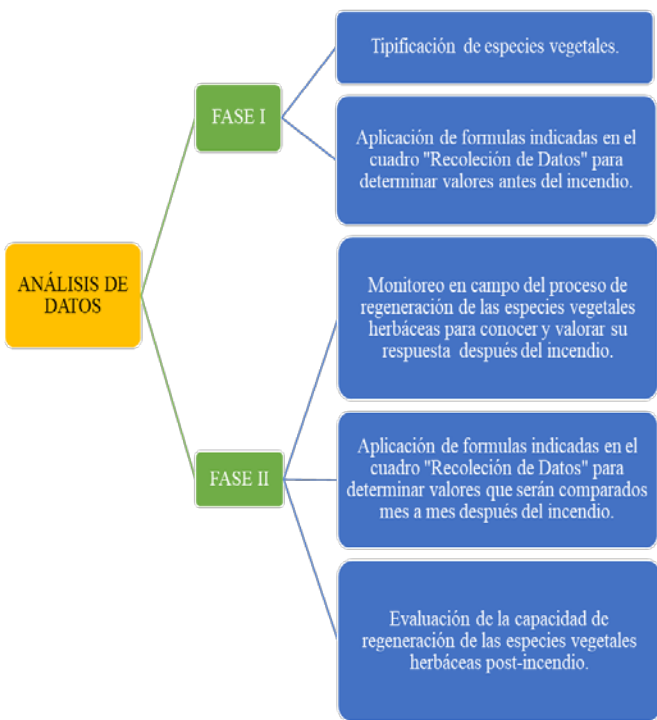 ANÁLISIS DE
DATOS
FASE I
Tipificación de especies vegetales.
Aplicación de formulas indicadas en el
cuadro "Recoleción de Datos" para
determinar valores antes del incendio.
FASE II
Monitoreo en campo del proceso de
regeneración de las especies vegetales
herbáceas para conocer y valorar su
respuesta después del incendio.
Aplicación de formulas indicadas en el
cuadro "Recoleción de Datos" para
determinar valores que serán comparados
mes a mes después del incendio.
Evaluación de la capacidad de
regeneración de las especies vegetales
herbáceas post-incendio.